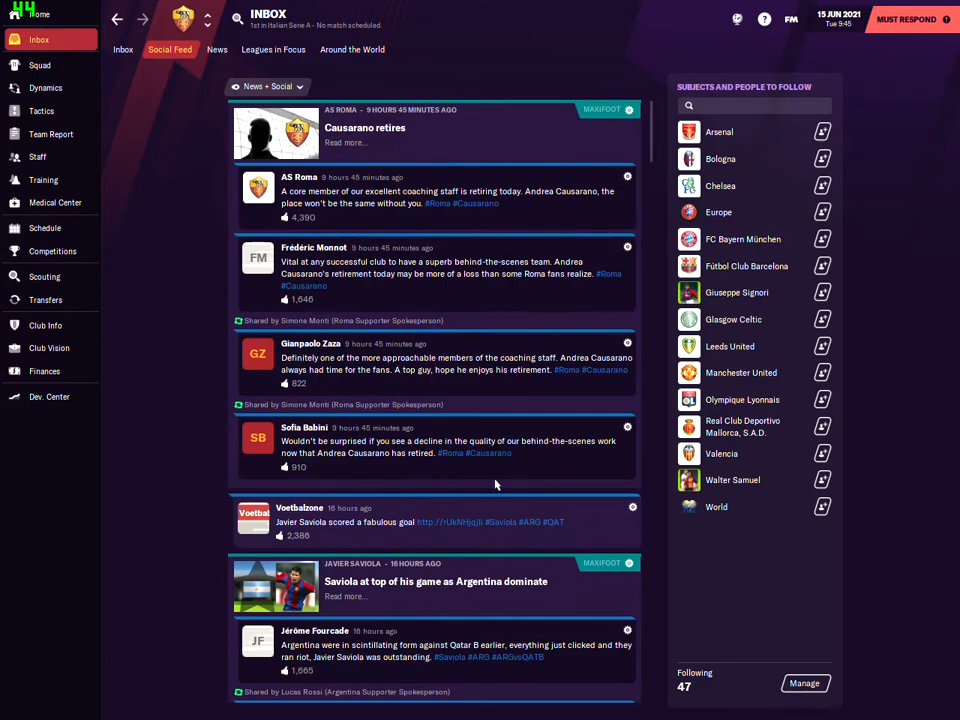 44
Home
Inbox
Squad
Dynamics
Tactics
Team Report
Staff
Training
Medical Center
Schedule
Competitions
Scouting
Transfers
Club Info
Club Vision
Finances
Dev. Center
INBOX
1st in Italian Serie A - No match scheduled.
FM
15 JUN 2021
Tue 9:45
MUST RESPOND
Inbox
Social Feed
News
Leagues in Focus
Around the World
News + Social
AS ROMA - 9 HOURS 45 MINUTES AGO
MAXIFOOT
Causarano retires
Read more...
AS Roma 9 hours 45 minutes ago
A core member of our excellent coaching staff is retiring today. Andrea Causarano, the
place won't be the same without you. #Roma #Causarano
4,390
FM
Frédéric Monnot 9 hours 45 minutes ago
Vital at any successful club to have a superb behind-the-scenes team. Andrea
Causarano's retirement today may be more of a loss than some Roma fans realize. #Roma
#Causarano
1,646
Shared by Simone Monti (Roma Supporter Spokesperson)
GZ
Gianpaolo Zaza 9 hours 45 minutes ago
Definitely one of the more approachable members of the coaching staff. Andrea Causarano
always had time for the fans. A top guy, hope he enjoys his retirement. #Roma #Causarano
822
Shared by Simone Monti (Roma Supporter Spokesperson)
SB
Sofia Babini 9 hours 45 minutes ago
Wouldn't be surprised if you see a decline in the quality of our behind-the-scenes work
now that Andrea Causarano has retired. #Roma #Causarano
910
Voetbal
Voetbalzone 16 hours ago
Javier Saviola scored a fabulous goal http://rUkNHjqjli #Saviola #ARG #QAT
2,386
JAVIER SAVIOLA - 16 HOURS AGO
MAXIFOOT
Saviola at top of his game as Argentina dominate
Read more...
JF
Jérôme Fourcade 16 hours ago
Argentina were in scintillating form against Qatar B earlier, everything just clicked and they
ran riot, Javier Saviola was outstanding. #Saviola #ARG #ARGvsQATB
1,665
Shared by Lucas Rossi (Argentina Supporter Spokesperson)
SUBJECTS AND PEOPLE TO FOLLOW
Arsenal
Bologna
Chelsea
Europe
FC Bayern München
Fútbol Club Barcelona
Giuseppe Signori
Glasgow Celtic
Leeds United
Manchester United
Olympique Lyonnais
Real Club Deportivo
Mallorca, S.A.D.
Valencia
Walter Samuel
World
Following
47
Manage